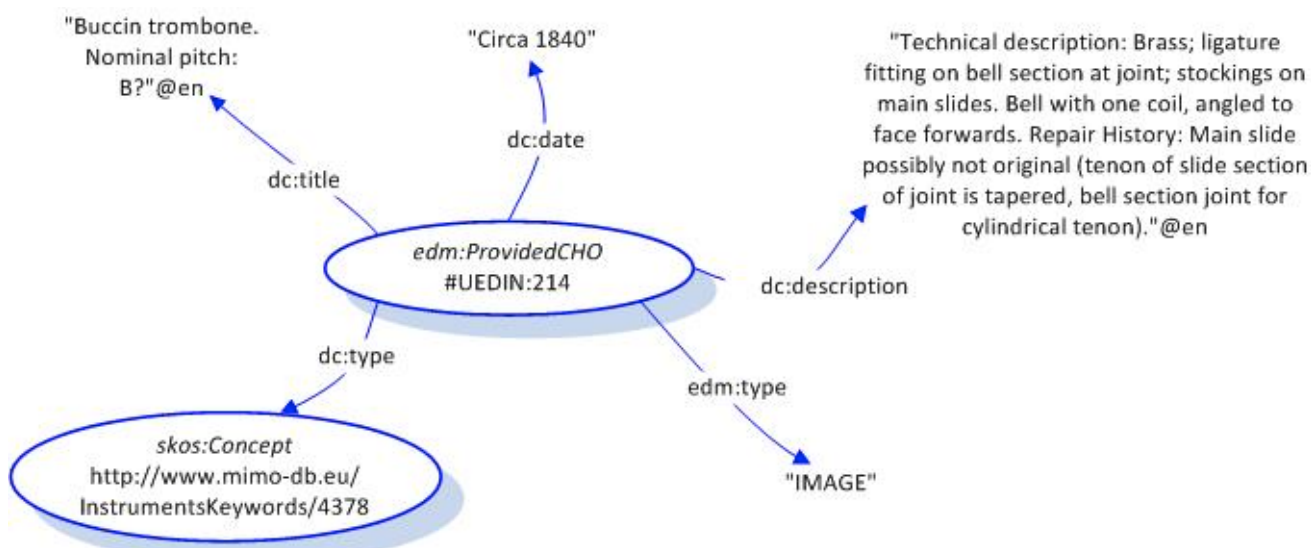 "Buccin trombone.
Nominal pitch:
B?"@en
"Circa 1840"
"Technical description: Brass; ligature
fitting on bell section at joint; stockings on
main slides. Bell with one coil, angled to
face forwards. Repair History: Main slide
possibly not original (tenon of slide section
of joint is tapered, bell section joint for
cylindrical tenon)."@en
dc:title
dc:date
edm:ProvidedCHO
#UEDIN:214
dc:description
dc:type
edm:type
skos:Concept
http://www.mimo-db.eu/
InstrumentsKeywords/4378
"IMAGE"